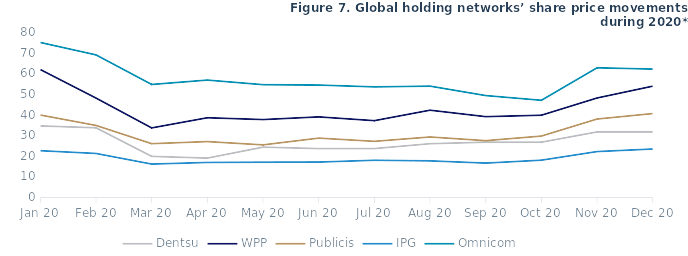 Figure 7. Global holding networks’ share price movements
during 2020*
80
70
60
50
40
30
20
10
0
Jan 20 Feb 20 Mar 20 Apr 20 May 20 Jun 20 Jul 20 Aug 20 Sep 20 Oct 20 Nov 20 Dec 20
Dentsu WPP Publicis IPG Omnicom